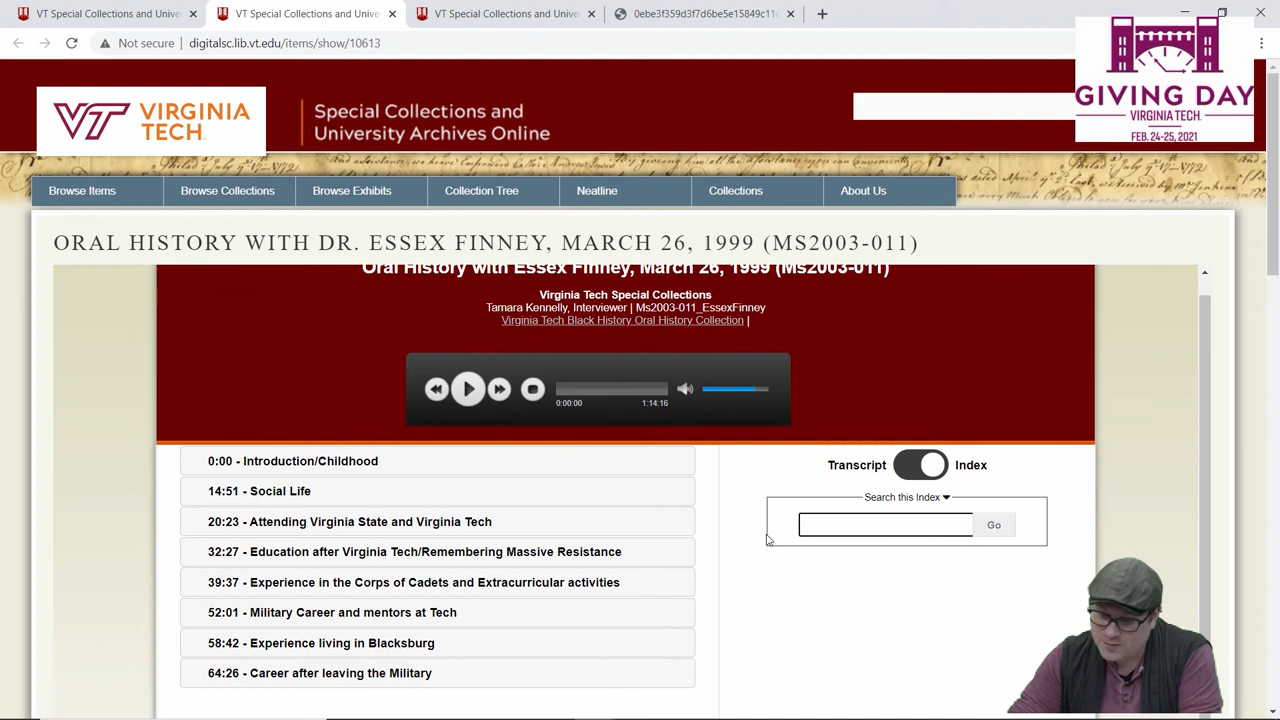 VT Special Collections and Unive
VT Special Collections and Unive
VT Special Collections and Unive
0ebe3f359d3f7d6be5e15849c11
Not secure
digitalsc.lib.vt.edu/items/show/10613
GIVING DAY
VIRGINIA TECH
FEB. 24-25, 2021
VT VIRGINIA TECH
Special Collections and
University Archives Online
Browse Items
Browse Collections
Browse Exhibits
Collection Tree
Neatline
Collections
About Us
ORAL HISTORY WITH DR. ESSEX FINNEY, MARCH 26, 1999 (MS2003-011)
Oral History with Essex Finney, March 26, 1999 (Ms2003-011)
Virginia Tech Special Collections
Tamara Kennelly, Interviewer | Ms2003-011_EssexFinney
Virginia Tech Black History Oral History Collection |
0:00:00
1:14:16
0:00 - Introduction/Childhood
14:51 - Social Life
20:23 - Attending Virginia State and Virginia Tech
32:27 - Education after Virginia Tech/Remembering Massive Resistance
39:37 - Experience in the Corps of Cadets and Extracurricular activities
52:01 - Military Career and mentors at Tech
58:42 - Experience living in Blacksburg
64:26 - Career after leaving the Military
Transcript
Index
Search this Index
Go